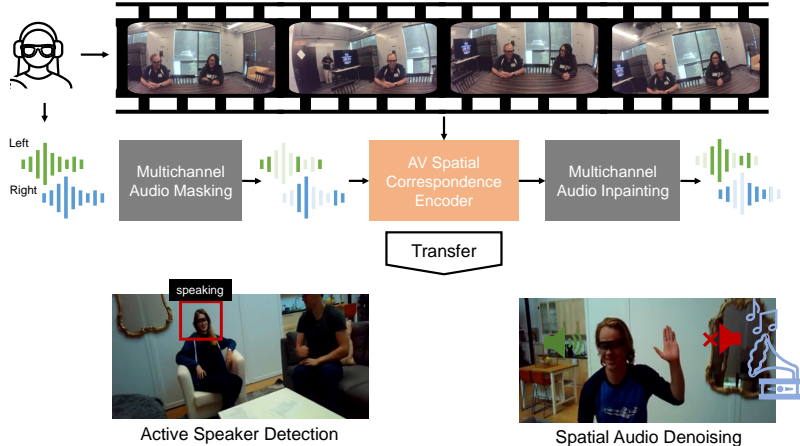 Left
Right
Multichannel
Audio Masking
AV Spatial
Correspondence
Encoder
Multichannel
Audio Inpainting
Transfer
speaking
Active Speaker Detection
Spatial Audio Denoising